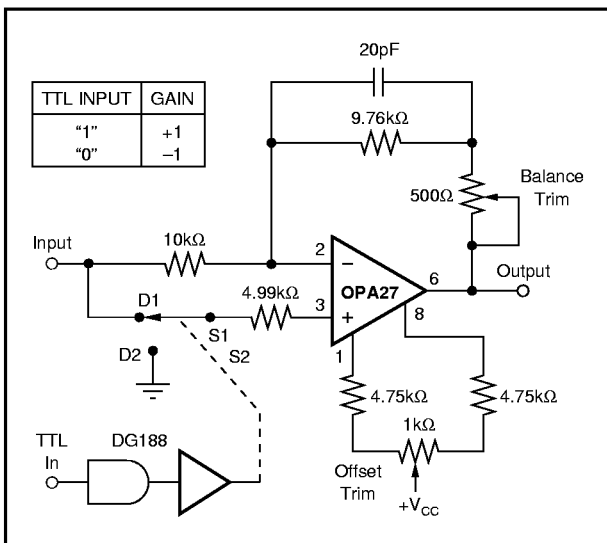 20pF
TTL INPUT GAIN
"1" +1
"0" –1
9.76kΩ
500Ω
Balance
Trim
Input
10kΩ
2
–
6
Output
OPA27
4.99kΩ
3
+
8
D1
S1
S2
D2
1
4.75kΩ
4.75kΩ
1kΩ
TTL
In
DG188
Offset
Trim
+VCC